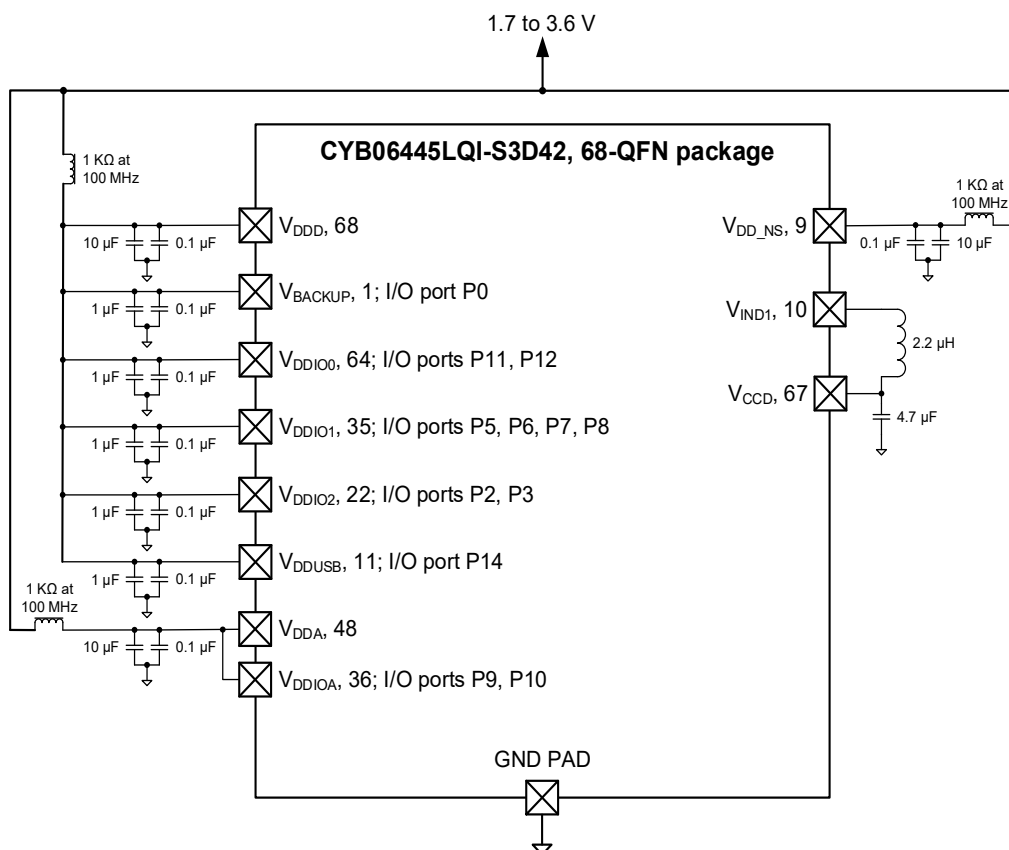 1.7 to 3.6 V
CYB06445LQI-S3D42, 68-QFN package
1 KΩ at
100 MHz
10 µF
0.1 µF
VDDD, 68
1 µF
0.1 µF
VBACKUP, 1; I/O port P0
1 µF
0.1 µF
VDDIO0, 64; I/O ports P11, P12
1 µF
0.1 µF
VDDIO1, 35; I/O ports P5, P6, P7, P8
1 µF
0.1 µF
VDDIO2, 22; I/O ports P2, P3
1 µF
0.1 µF
VDDUSB, 11; I/O port P14
1 KΩ at
100 MHz
10 µF
0.1 µF
VDDA, 48
VDDIOA, 36; I/O ports P9, P10
VDD_NS, 9
1 KΩ at
100 MHz
0.1 µF
10 µF
VIND1, 10
2.2 µH
VCCD, 67
4.7 µF
GND PAD